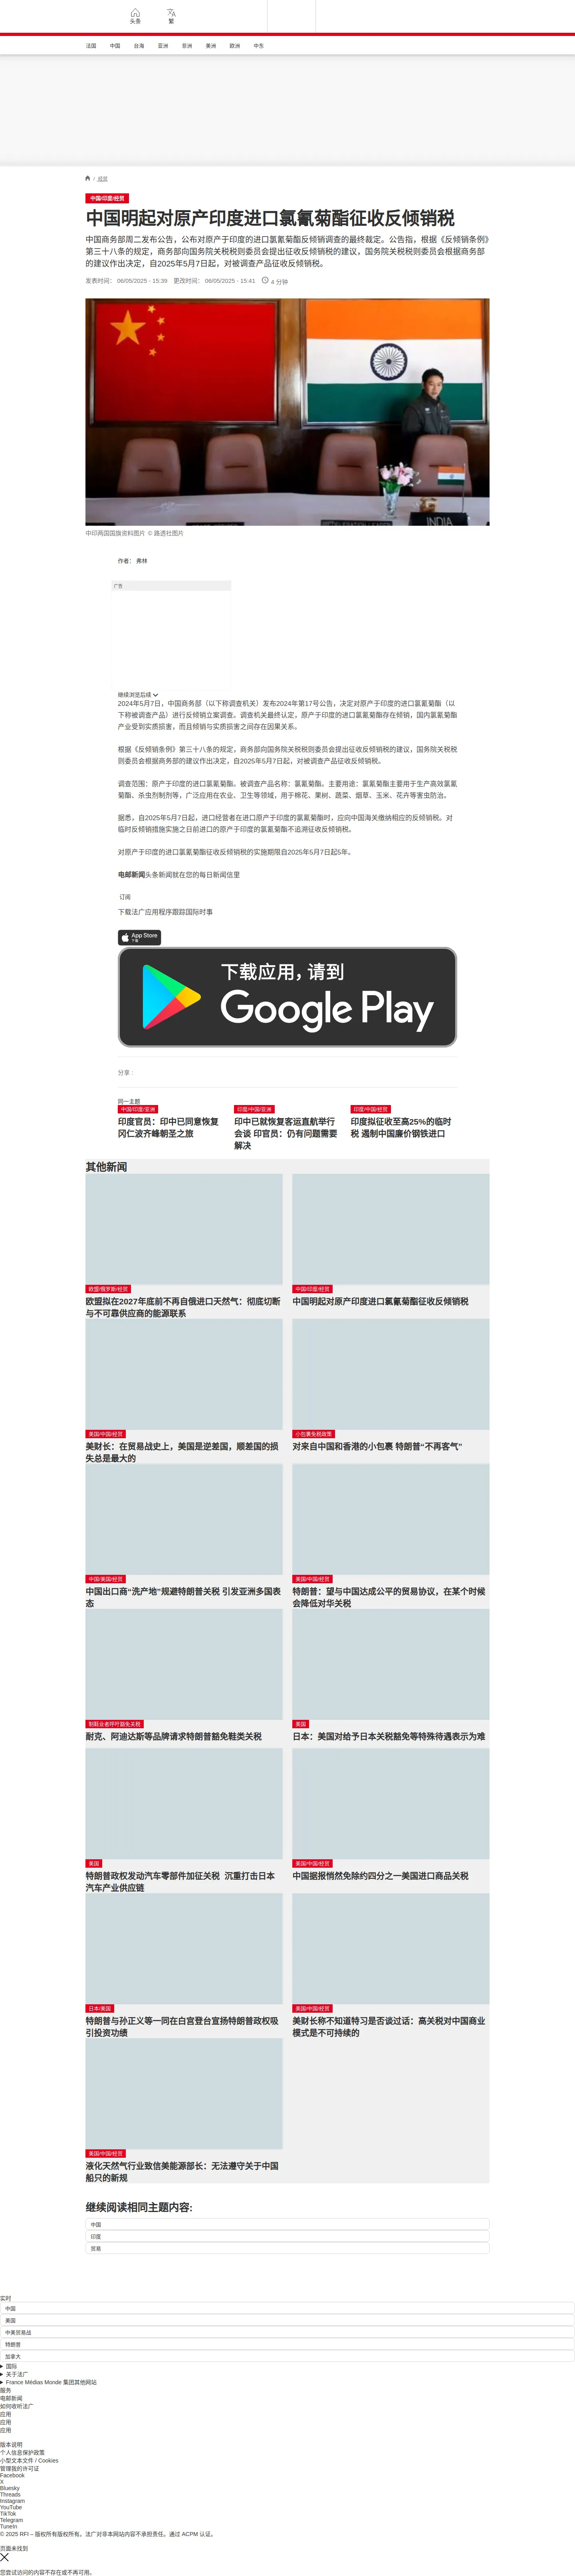 头条
繁
法国 中国 台海 亚洲 非洲 美洲 欧洲 中东
/ 经贸
中国/印度/经贸
中国明起对原产印度进口氯氰菊酯征收反倾销税
中国商务部周二发布公告，公布对原产于印度的进口氯氰菊酯反倾销调查的最终裁定。公告指，根据《反倾销条例》
第三十八条的规定，商务部向国务院关税税则委员会提出征收反倾销税的建议，国务院关税税则委员会根据商务部
的建议作出决定，自2025年5月7日起，对被调查产品征收反倾销税。
发表时间： 06/05/2025 - 15:39 更改时间： 06/05/2025 - 15:41 4 分钟
INDIA
中印两国国旗资料图片 © 路透社图片
作者： 弗林
广告
继续浏览后续
2024年5月7日，中国商务部（以下称调查机关）发布2024年第17号公告，决定对原产于印度的进口氯氰菊酯（以
下称被调查产品）进行反倾销立案调查。调查机关最终认定，原产于印度的进口氯氰菊酯存在倾销，国内氯氰菊酯
产业受到实质损害，而且倾销与实质损害之间存在因果关系。
根据《反倾销条例》第三十八条的规定，商务部向国务院关税税则委员会提出征收反倾销税的建议，国务院关税税
则委员会根据商务部的建议作出决定，自2025年5月7日起，对被调查产品征收反倾销税。
调查范围：原产于印度的进口氯氰菊酯。被调查产品名称：氯氰菊酯。主要用途：氯氰菊酯主要用于生产高效氯氰
菊酯、杀虫剂制剂等，广泛应用在农业、卫生等领域，用于棉花、果树、蔬菜、烟草、玉米、花卉等害虫防治。
据悉，自2025年5月7日起，进口经营者在进口原产于印度的氯氰菊酯时，应向中国海关缴纳相应的反倾销税。对
临时反倾销措施实施之日前进口的原产于印度的氯氰菊酯不追溯征收反倾销税。
对原产于印度的进口氯氰菊酯征收反倾销税的实施期限自2025年5月7日起5年。
电邮新闻头条新闻就在您的每日新闻信里
订阅
下载法广应用程序跟踪国际时事
App Store
下载
下载应用，请到
Google Play
分享 :
同一主题
中国/印度/亚洲
印度官员：印中已同意恢复
冈仁波齐峰朝圣之旅
印度/中国/亚洲
印中已就恢复客运直航举行
会谈 印官员：仍有问题需要
解决
印度/中国/经贸
印度拟征收至高25%的临时
税 遏制中国廉价钢铁进口
其他新闻
欧盟/俄罗斯/经贸
欧盟拟在2027年底前不再自俄进口天然气：彻底切断
与不可靠供应商的能源联系
中国/印度/经贸
中国明起对原产印度进口氯氰菊酯征收反倾销税
美国/中国/经贸
美财长：在贸易战史上，美国是逆差国，顺差国的损
失总是最大的
小包裹免税政策
对来自中国和香港的小包裹 特朗普“不再客气”
中国/美国/经贸
中国出口商“洗产地”规避特朗普关税 引发亚洲多国表
态
美国/中国/经贸
特朗普：望与中国达成公平的贸易协议，在某个时候
会降低对华关税
制鞋业者呼吁豁免关税
耐克、阿迪达斯等品牌请求特朗普豁免鞋类关税
美国
日本：美国对给予日本关税豁免等特殊待遇表示为难
美国
特朗普政权发动汽车零部件加征关税 沉重打击日本
汽车产业供应链
美国/中国/经贸
中国据报悄然免除约四分之一美国进口商品关税
日本/美国
特朗普与孙正义等一同在白宫登台宣扬特朗普政权吸
引投资功绩
美国/中国/经贸
美财长称不知道特习是否谈过话：高关税对中国商业
模式是不可持续的
美国/中国/经贸
液化天然气行业致信美能源部长：无法遵守关于中国
船只的新规
继续阅读相同主题内容:
中国
印度
贸易
实时
中国
美国
中美贸易战
特朗普
加拿大
国际
关于法广
France Médias Monde 集团其他网站
服务
电邮新闻
如何收听法广
应用
应用
应用
版本说明
个人信息保护政策
小型文本文件 / Cookies
管理我的许可证
Facebook
X
Bluesky
Threads
Instagram
YouTube
TikTok
Telegram
TuneIn
© 2025 RFI – 版权所有版权所有。法广对非本网站内容不承担责任。通过 ACPM 认证。
页面未找到
您尝试访问的内容不存在或不再可用。